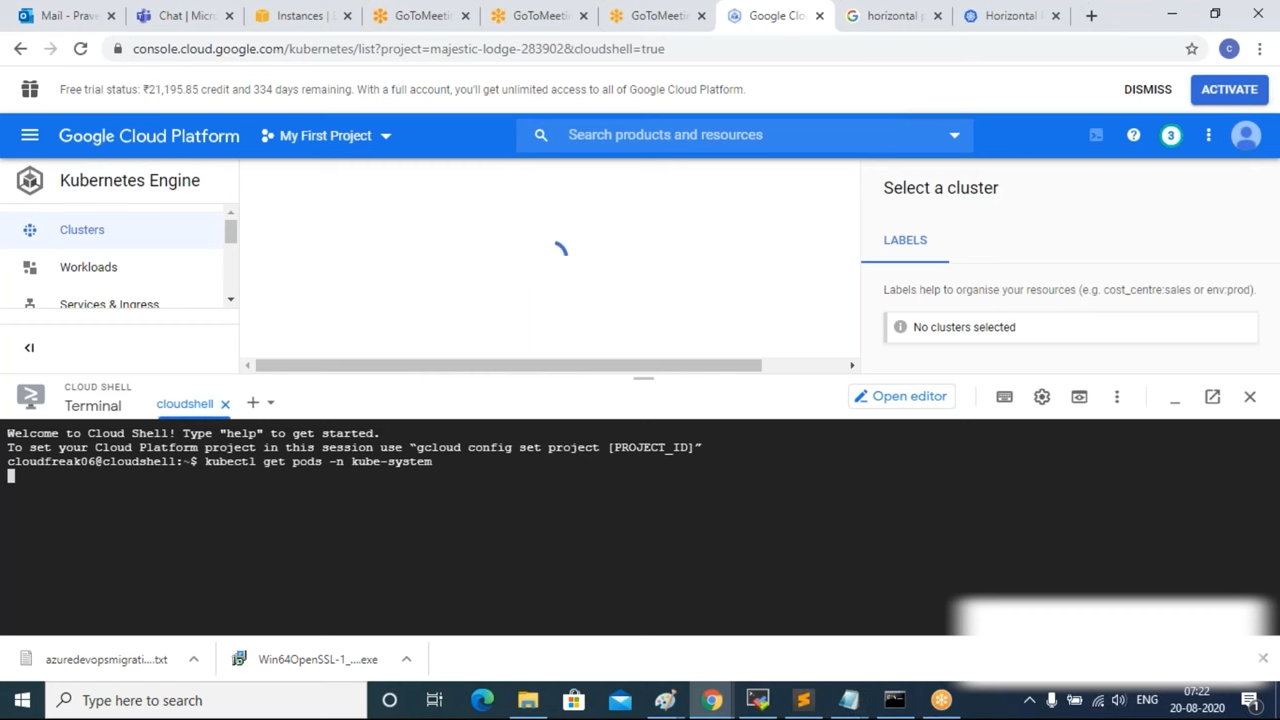 Mail - Prave
Chat | Micr
Instances | E
GoToMeetin
GoToMeetin
GoToMeetin
Google Clo
horizontal p
Horizontal P
console.cloud.google.com/kubernetes/list?project=majestic-lodge-283902&cloudshell=true
c
Free trial status: ₹21,195.85 credit and 334 days remaining. With a full account, you'll get unlimited access to all of Google Cloud Platform.
DISMISS
ACTIVATE
Google Cloud Platform
My First Project
Search products and resources
3
Kubernetes Engine
Select a cluster
Clusters
LABELS
Workloads
Labels help to organise your resources (e.g. cost_centre:sales or env:prod).
Services & Ingress
No clusters selected
CLOUD SHELL
Terminal
cloudshell
Open editor
Welcome to Cloud Shell! Type "help" to get started.
To set your Cloud Platform project in this session use “gcloud config set project [PROJECT_ID]”
cloudfreak06@cloudshell:~$ kubectl get pods -n kube-system
azuredevopsmigrati....txt
Win64OpenSSL-1_....exe
Type here to search
ENG
07:22
20-08-2020
1